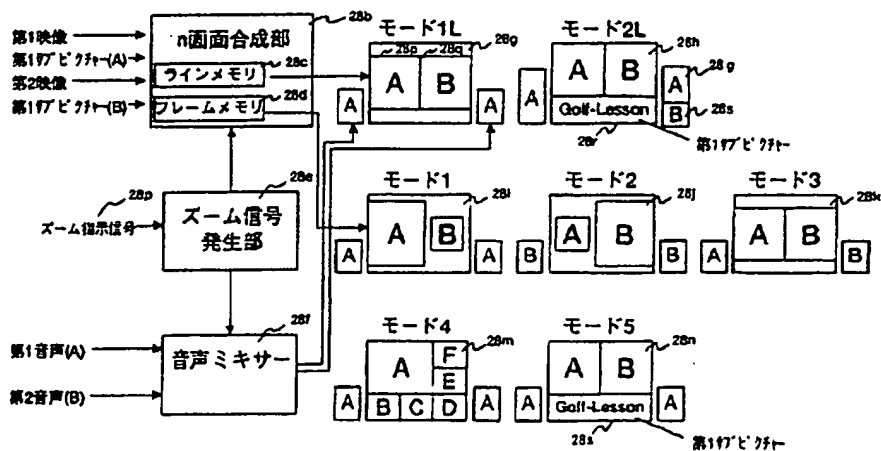 28b
n画面合成部
第1映像
第1サブピクチャー(A)
第2映像
第1サブピクチャー(B)
28c
ラインメモリ
28d
フレームメモリ
28p
ズーム指示信号
28e
ズーム信号
発生部
28f
第1音声(A)
第2音声(B)
音声ミキサー
モード1L
28p
28q
28g
A
B
A
A
モード2L
28h
A
B
A
28g
A
B
28s
Golf-Lesson
28r
第1サブピクチャー
モード1
28i
A
B
A
A
モード2
28j
A
B
B
B
モード3
28k
A
B
A
B
モード4
28m
A
F
E
B
C
D
A
A
モード5
28n
A
B
Golf-Lesson
A
A
28s
第1サブピクチャー